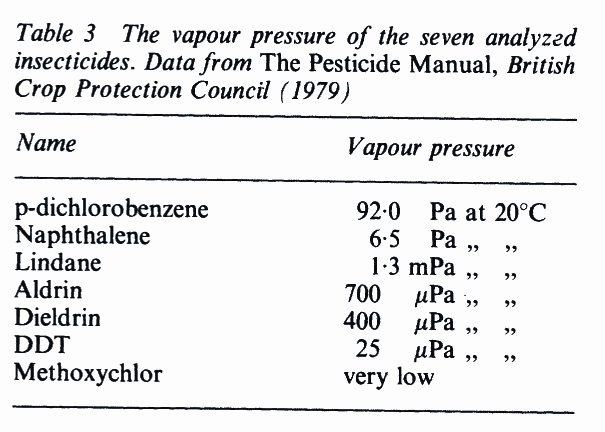 Table 3 The vapour pressure of the seven analyzed
insecticides. Data from The Pesticide Manual, British
Crop Protection Council (1979)
Name Vapour pressure
p-dichlorobenzene 92·0 Pa at 20°C
Naphthalene 6·5 Pa ,, ,,
Lindane 1·3 mPa ,, ,,
Aldrin 700 μPa ,, ,,
Dieldrin 400 μPa ,, ,,
DDT 25 μPa ,, ,,
Methoxychlor very low